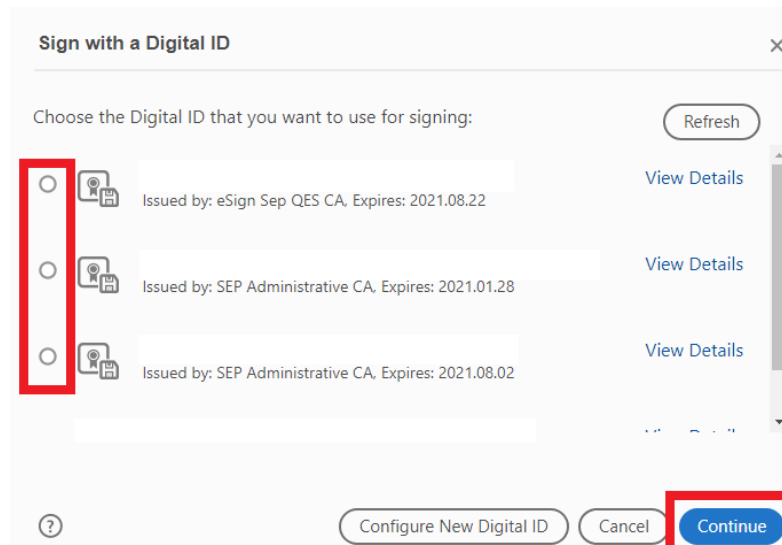 Sign with a Digital ID
Choose the Digital ID that you want to use for signing:
Refresh
View Details
Issued by: eSign Sep QES CA, Expires: 2021.08.22
View Details
Issued by: SEP Administrative CA, Expires: 2021.01.28
View Details
Issued by: SEP Administrative CA, Expires: 2021.08.02
?
Configure New Digital ID
Cancel
Continue